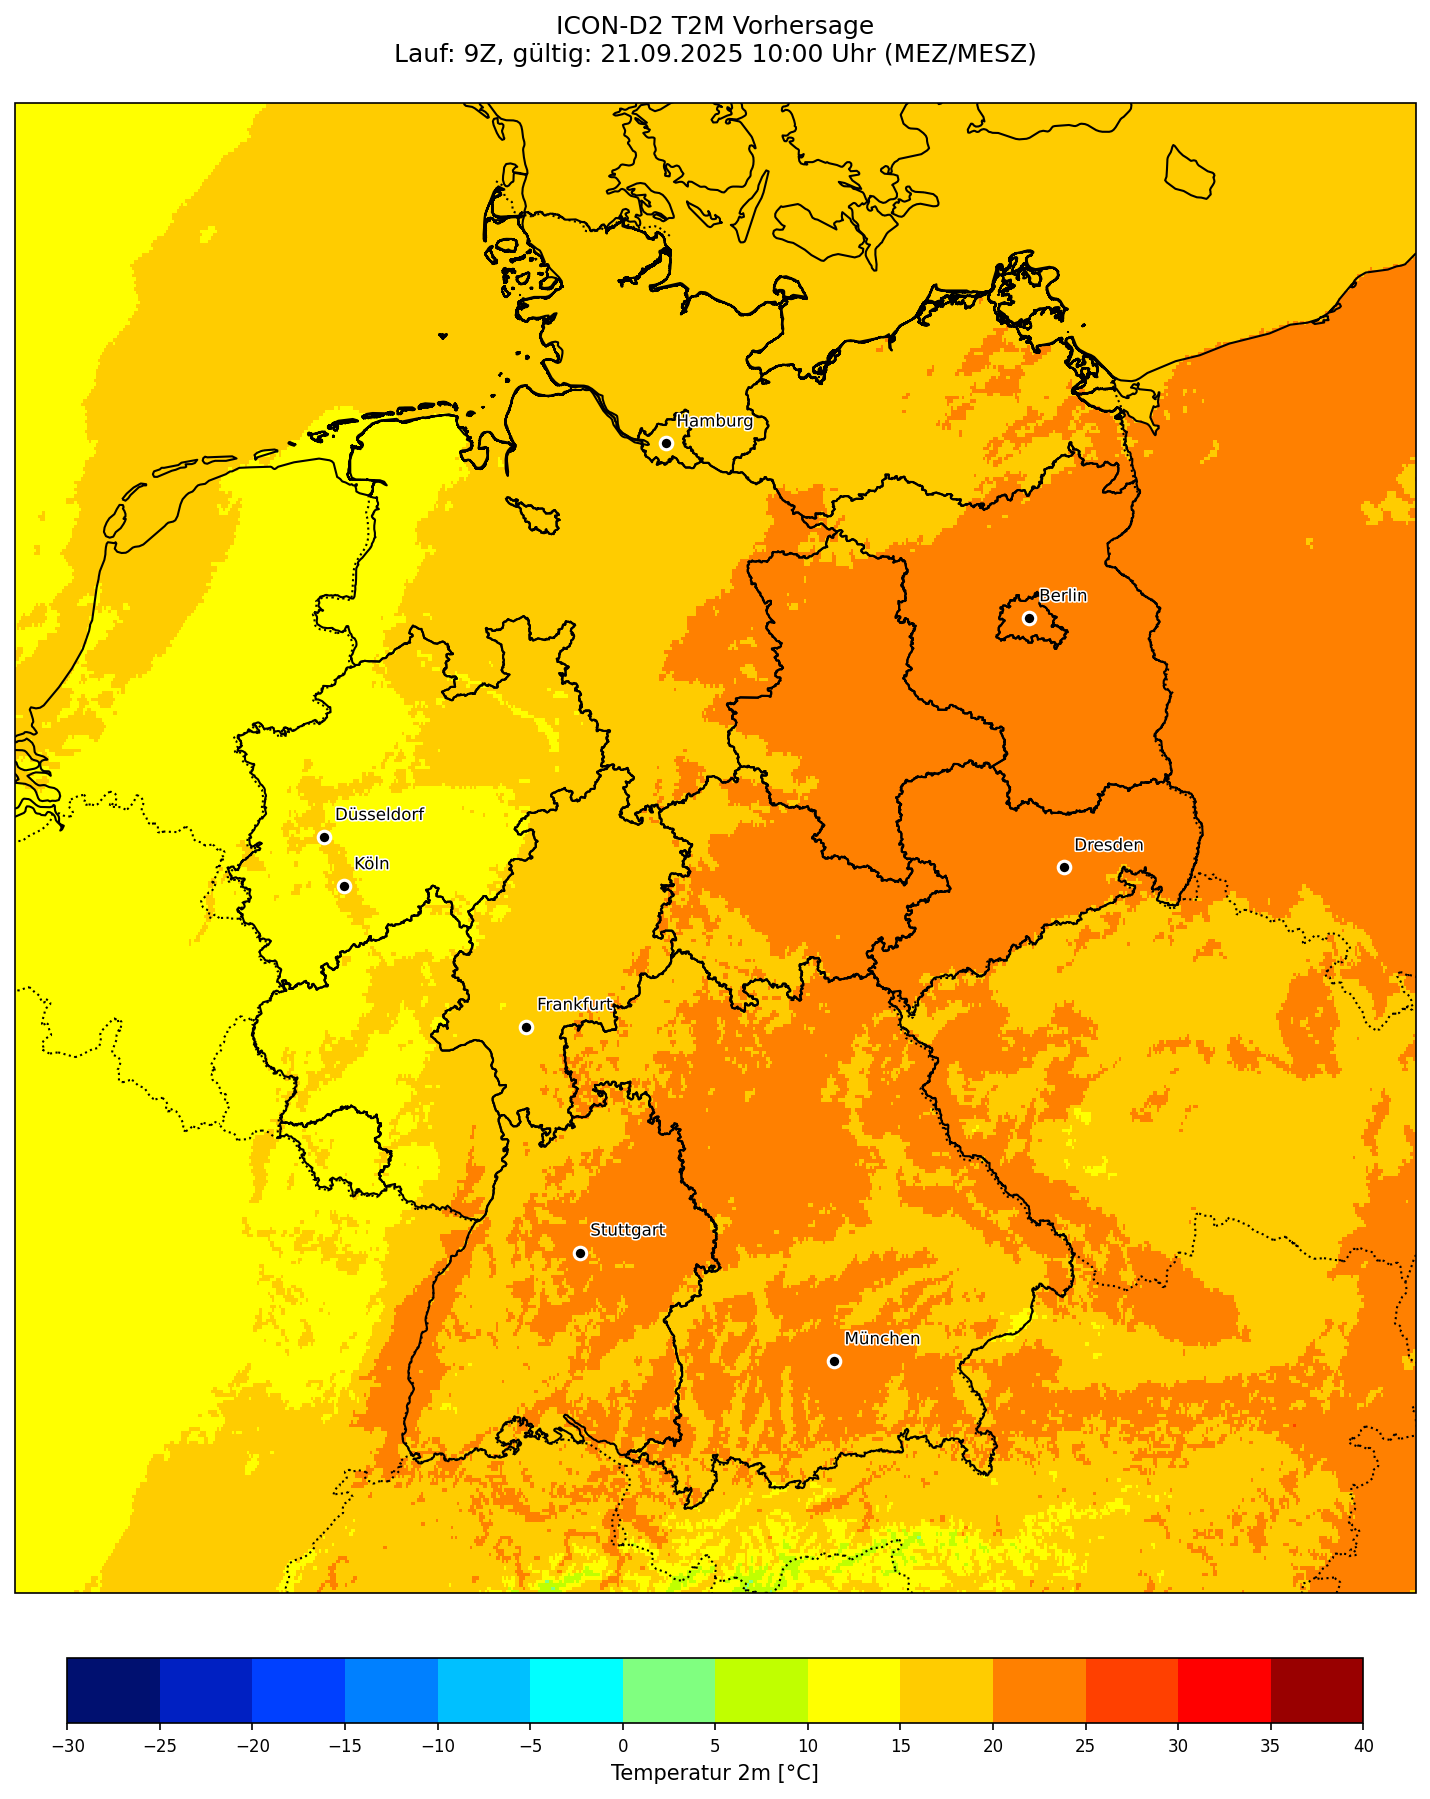 ICON-D2 T2M Vorhersage
Lauf: 9Z, gültig: 21.09.2025 10:00 Uhr (MEZ/MESZ)
Hamburg
Berlin
Düsseldorf
Dresden
Köln
Frankfurt
Stuttgart
München
−30 −25 −20 −15 −10 −5 0 5 10 15 20 25 30 35 40
Temperatur 2m [°C]